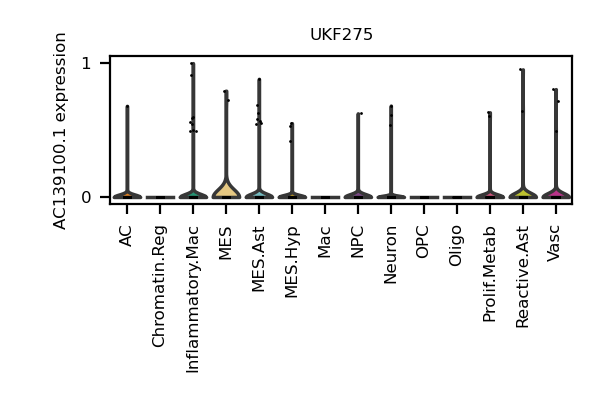 UKF275
AC139100.1 expression
1
0
AC
Chromatin.Reg
Inflammatory.Mac
MES
MES.Ast
MES.Hyp
Mac
NPC
Neuron
OPC
Oligo
Prolif.Metab
Reactive.Ast
Vasc